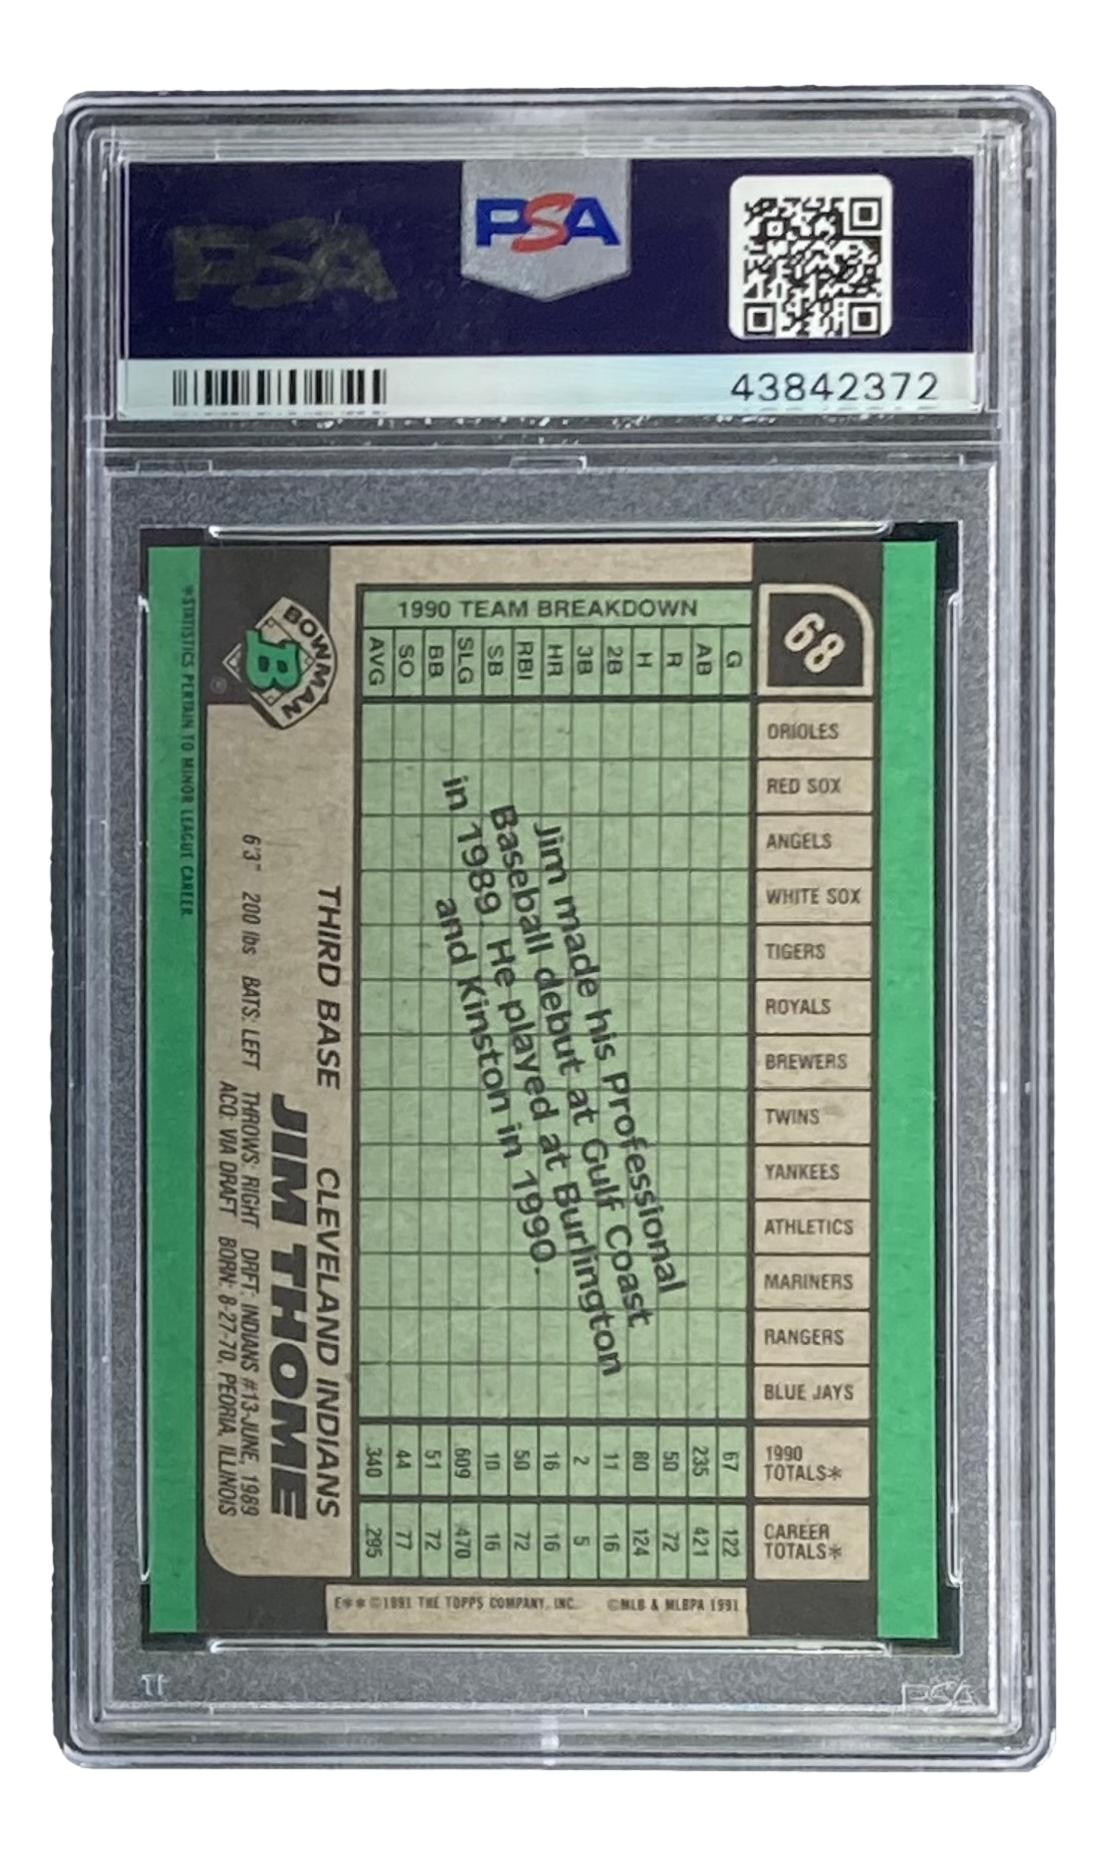 PSA
PSA
43842372
68
1990 TEAM BREAKDOWN
G
AB
R
H
2B
3B
HR
RBI
SB
SLG
BB
SO
AVG
ORIOLES
RED SOX
ANGELS
WHITE SOX
TIGERS
ROYALS
BREWERS
TWINS
YANKEES
ATHLETICS
MARINERS
RANGERS
BLUE JAYS
1990 TOTALS* 67 235 50 80 11 2 16 50 10 .609 51 44 .340
CAREER TOTALS* 122 421 72 124 16 5 16 72 16 .470 72 77 .295
Jim made his Professional
Baseball debut at Gulf Coast
in 1989. He played at Burlington
and Kinston in 1990.
BOWMAN
B
THIRD BASE CLEVELAND INDIANS
JIM THOME
6'3" 200 lbs BATS: LEFT THROWS: RIGHT DRFT: INDIANS #13-JUNE, 1989
ACQ: VIA DRAFT BORN: 8-27-70, PEORIA, ILLINOIS
*STATISTICS PERTAIN TO MINOR LEAGUE CAREER
E** ©1991 THE TOPPS COMPANY, INC. ©MLB & MLBPA 1991
PSA